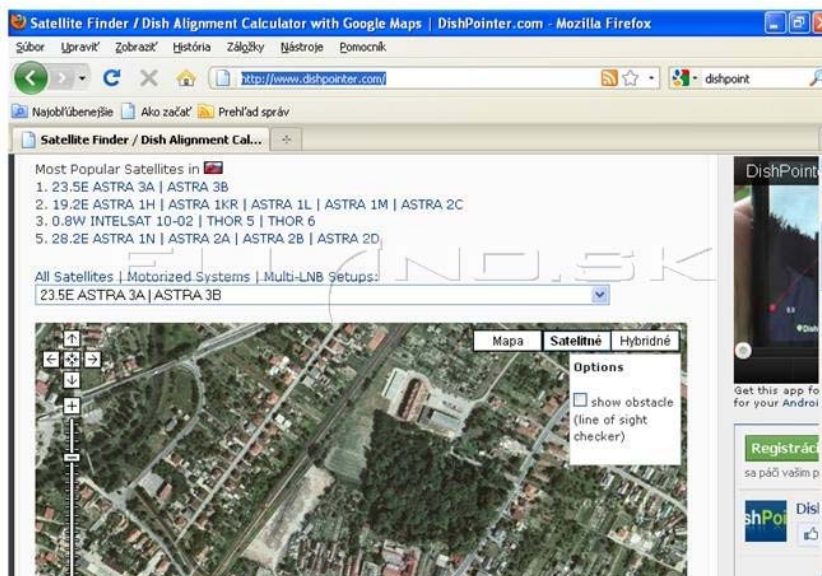 Satellite Finder / Dish Alignment Calculator with Google Maps | DishPointer.com - Mozilla Firefox
Súbor Upraviť Zobraziť História Záložky Nástroje Pomocník
http://www.dishpointer.com/
dishpoint
Najobľúbenejšie Ako začať Prehľad správ
Satellite Finder / Dish Alignment Cal...
Most Popular Satellites in
1. 23.5E ASTRA 3A | ASTRA 3B
2. 19.2E ASTRA 1H | ASTRA 1KR | ASTRA 1L | ASTRA 1M | ASTRA 2C
3. 0.8W INTELSAT 10-02 | THOR 5 | THOR 6
5. 28.2E ASTRA 1N | ASTRA 2A | ASTRA 2B | ASTRA 2D
All Satellites | Motorized Systems | Multi-LNB Setups:
23.5E ASTRA 3A | ASTRA 3B
Mapa Satelitné Hybridné
Options
show obstacle
(line of sight
checker)
DishPoint
Get this app fo
for your Androi
Registráci
sa páči vašim p
shPoi
Dis